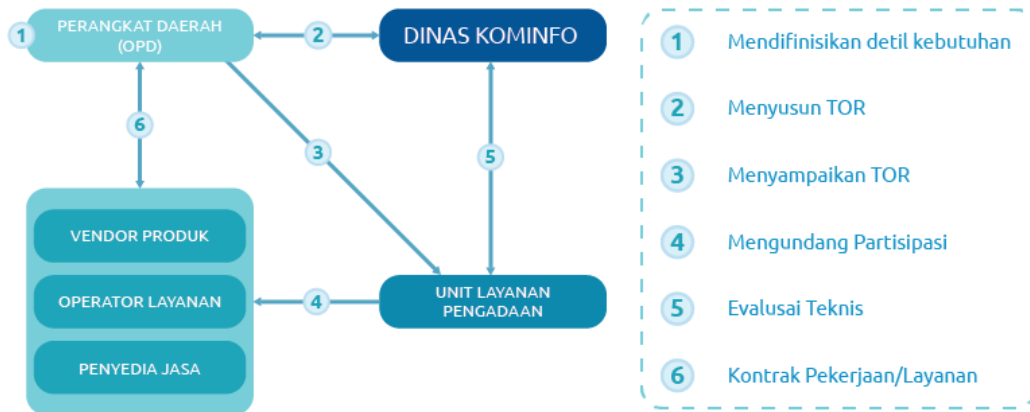 1
PERANGKAT DAERAH
(OPD)
2
DINAS KOMINFO
6
3
5
VENDOR PRODUK
OPERATOR LAYANAN
PENYEDIA JASA
4
UNIT LAYANAN
PENGADAAN
1 Mendifinisikan detil kebutuhan
2 Menyusun TOR
3 Menyampaikan TOR
4 Mengundang Partisipasi
5 Evalusai Teknis
6 Kontrak Pekerjaan/Layanan